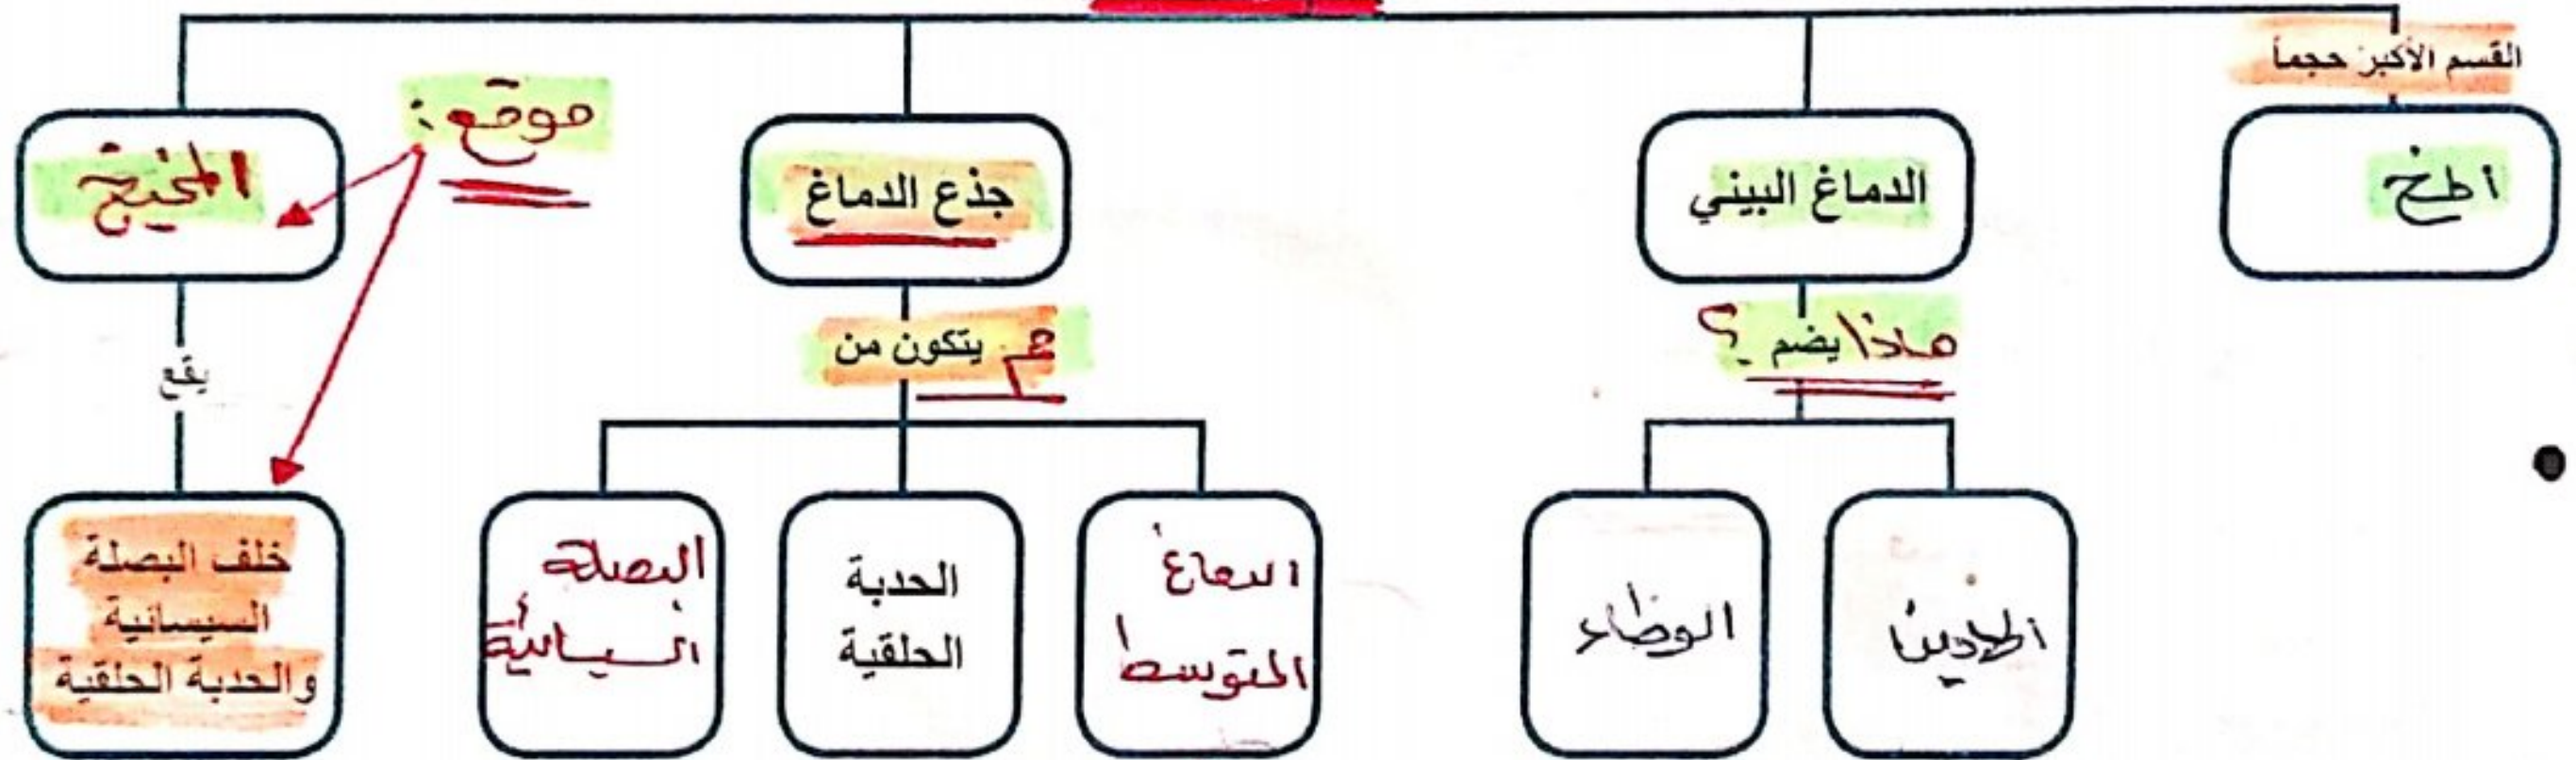 القسم الأكبر حجماً
المخ
الدماغ البيني
جذع الدماغ
موقع:
المخيخ
ماذا يضم؟
مم يتكون من
يقع
الوطاء
الدماغ
المتوسط
الحدبة
الحلقية
البصلة
السيسائية
خلف البصلة
السيسائية
والحدبة الحلقية